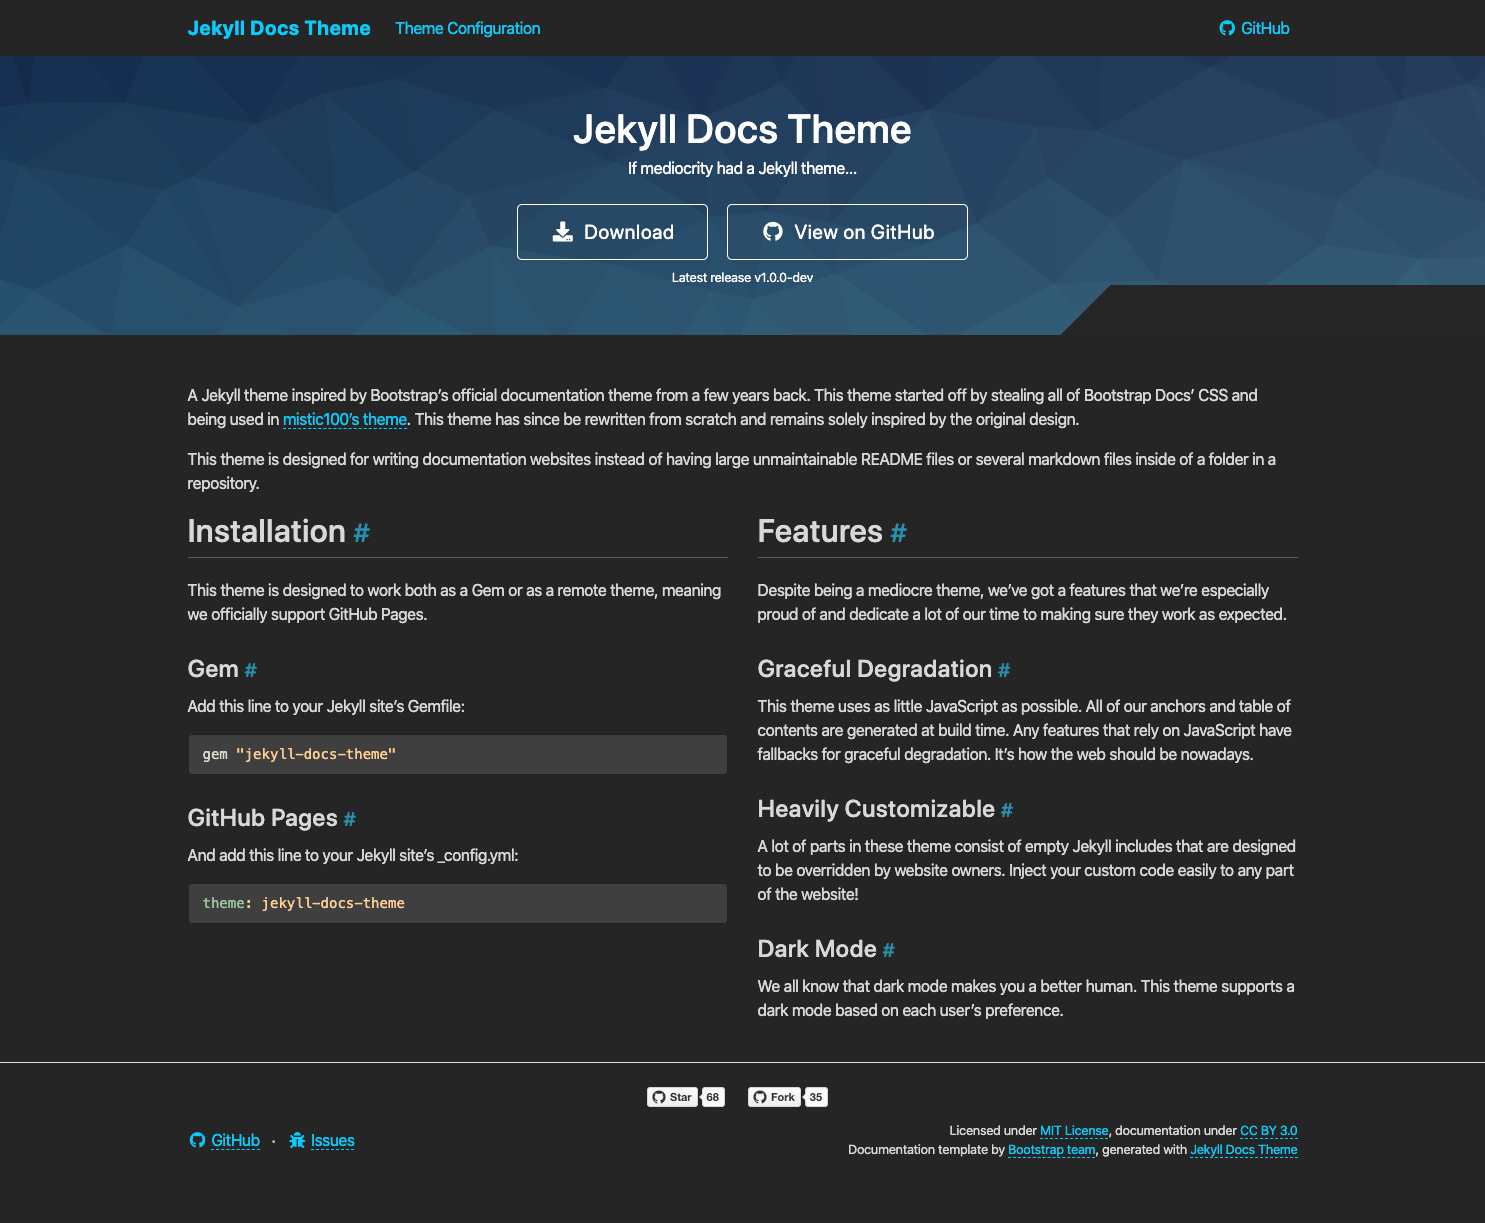 Jekyll Docs Theme
Theme Configuration
GitHub
Jekyll Docs Theme
If mediocrity had a Jekyll theme...
Download
View on GitHub
Latest release v1.0.0-dev
A Jekyll theme inspired by Bootstrap’s official documentation theme from a few years back. This theme started off by stealing all of Bootstrap Docs’ CSS and
being used in mistic100’s theme. This theme has since be rewritten from scratch and remains solely inspired by the original design.
This theme is designed for writing documentation websites instead of having large unmaintainable README files or several markdown files inside of a folder in a
repository.
Installation #
This theme is designed to work both as a Gem or as a remote theme, meaning
we officially support GitHub Pages.
Gem #
Add this line to your Jekyll site’s Gemfile:
gem "jekyll-docs-theme"
GitHub Pages #
And add this line to your Jekyll site’s _config.yml:
theme: jekyll-docs-theme
Features #
Despite being a mediocre theme, we’ve got a features that we’re especially
proud of and dedicate a lot of our time to making sure they work as expected.
Graceful Degradation #
This theme uses as little JavaScript as possible. All of our anchors and table of
contents are generated at build time. Any features that rely on JavaScript have
fallbacks for graceful degradation. It’s how the web should be nowadays.
Heavily Customizable #
A lot of parts in these theme consist of empty Jekyll includes that are designed
to be overridden by website owners. Inject your custom code easily to any part
of the website!
Dark Mode #
We all know that dark mode makes you a better human. This theme supports a
dark mode based on each user’s preference.
Star 68
Fork 35
GitHub · Issues
Licensed under MIT License, documentation under CC BY 3.0
Documentation template by Bootstrap team, generated with Jekyll Docs Theme